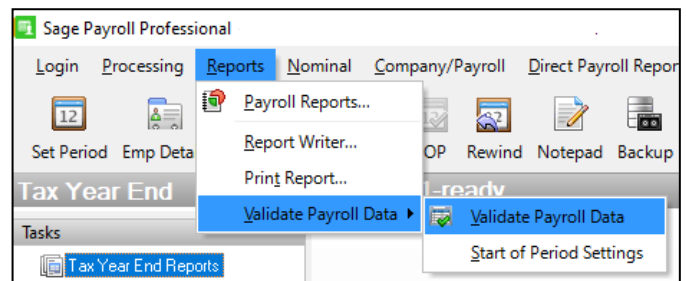 Sage Payroll Professional
Login Processing Reports Nominal Company/Payroll Direct Payroll Repor
12
Payroll Reports...
Set Period Emp Deta
Report Writer...
OP Rewind Notepad Backup
Print Report...
Tax Year End
-ready
Validate Payroll Data
Validate Payroll Data
Tasks
Start of Period Settings
Tax Year End Reports